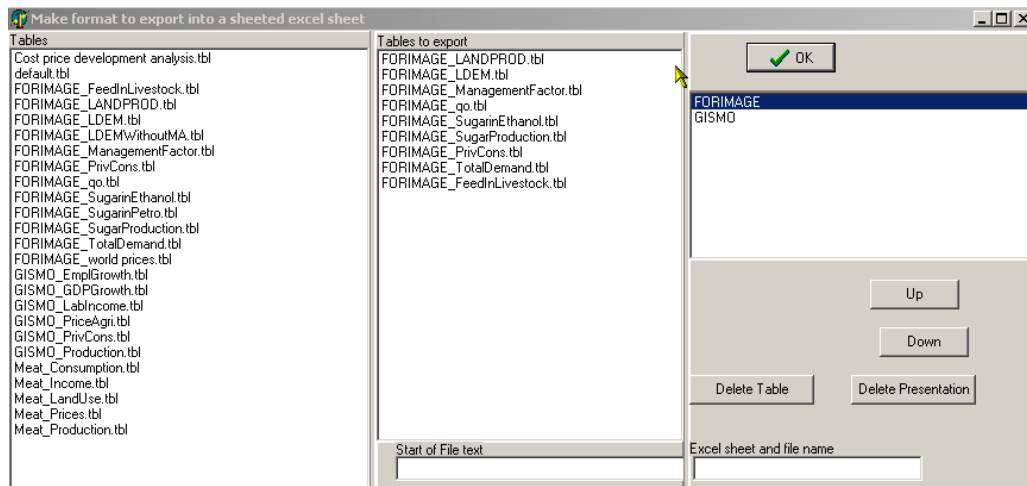 Make format to export into a sheeted excel sheet
Tables
Cost price development analysis.tbl
default.tbl
FORIMAGE_FeedInLivestock.tbl
FORIMAGE_LANDPROD.tbl
FORIMAGE_LDEM.tbl
FORIMAGE_LDEMWithoutMA.tbl
FORIMAGE_ManagementFactor.tbl
FORIMAGE_PrivCons.tbl
FORIMAGE_qo.tbl
FORIMAGE_SugarinEthanol.tbl
FORIMAGE_SugarinPetro.tbl
FORIMAGE_SugarProduction.tbl
FORIMAGE_TotalDemand.tbl
FORIMAGE_world prices.tbl
GISMO_EmplGrowth.tbl
GISMO_GDPGrowth.tbl
GISMO_LabIncome.tbl
GISMO_PriceAgri.tbl
GISMO_PrivCons.tbl
GISMO_Production.tbl
Meat_Consumption.tbl
Meat_Income.tbl
Meat_LandUse.tbl
Meat_Prices.tbl
Meat_Production.tbl
Tables to export
FORIMAGE_LANDPROD.tbl
FORIMAGE_LDEM.tbl
FORIMAGE_ManagementFactor.tbl
FORIMAGE_qo.tbl
FORIMAGE_SugarinEthanol.tbl
FORIMAGE_SugarProduction.tbl
FORIMAGE_PrivCons.tbl
FORIMAGE_TotalDemand.tbl
FORIMAGE_FeedInLivestock.tbl
Start of File text
OK
FORIMAGE
GISMO
Up
Down
Delete Table
Delete Presentation
Excel sheet and file name